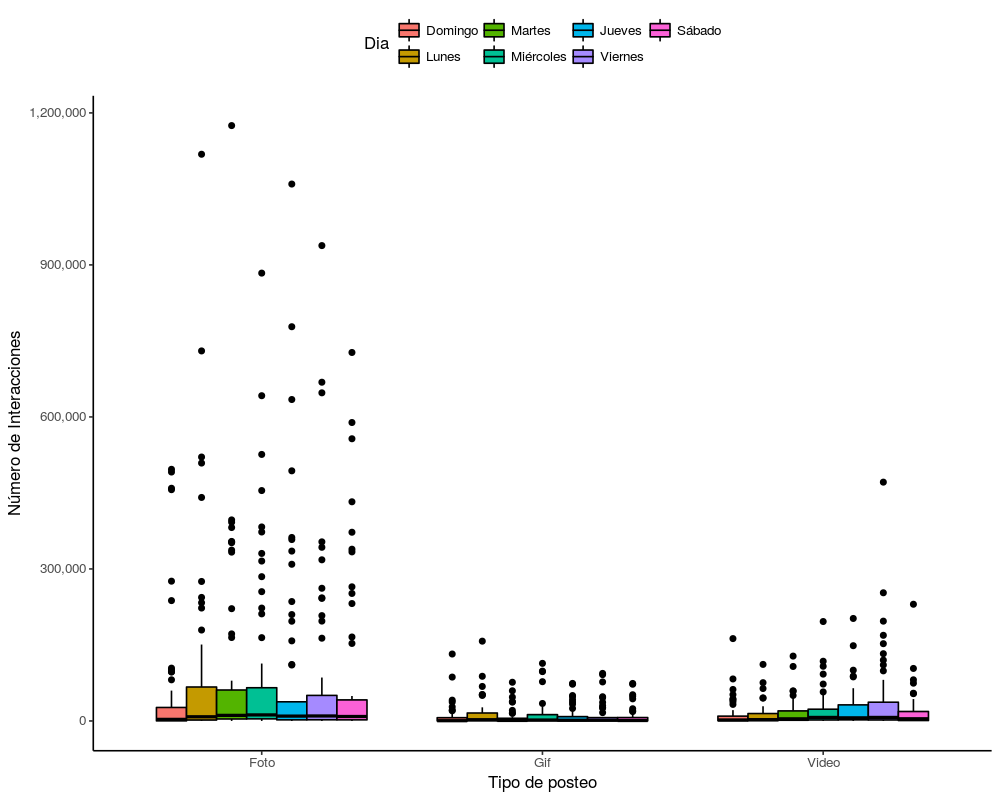 Dia
Domingo Martes Jueves Sábado
Lunes Miércoles Viernes
1,200,000
900,000
600,000
300,000
0
Número de Interacciones
Foto Gif Video
Tipo de posteo